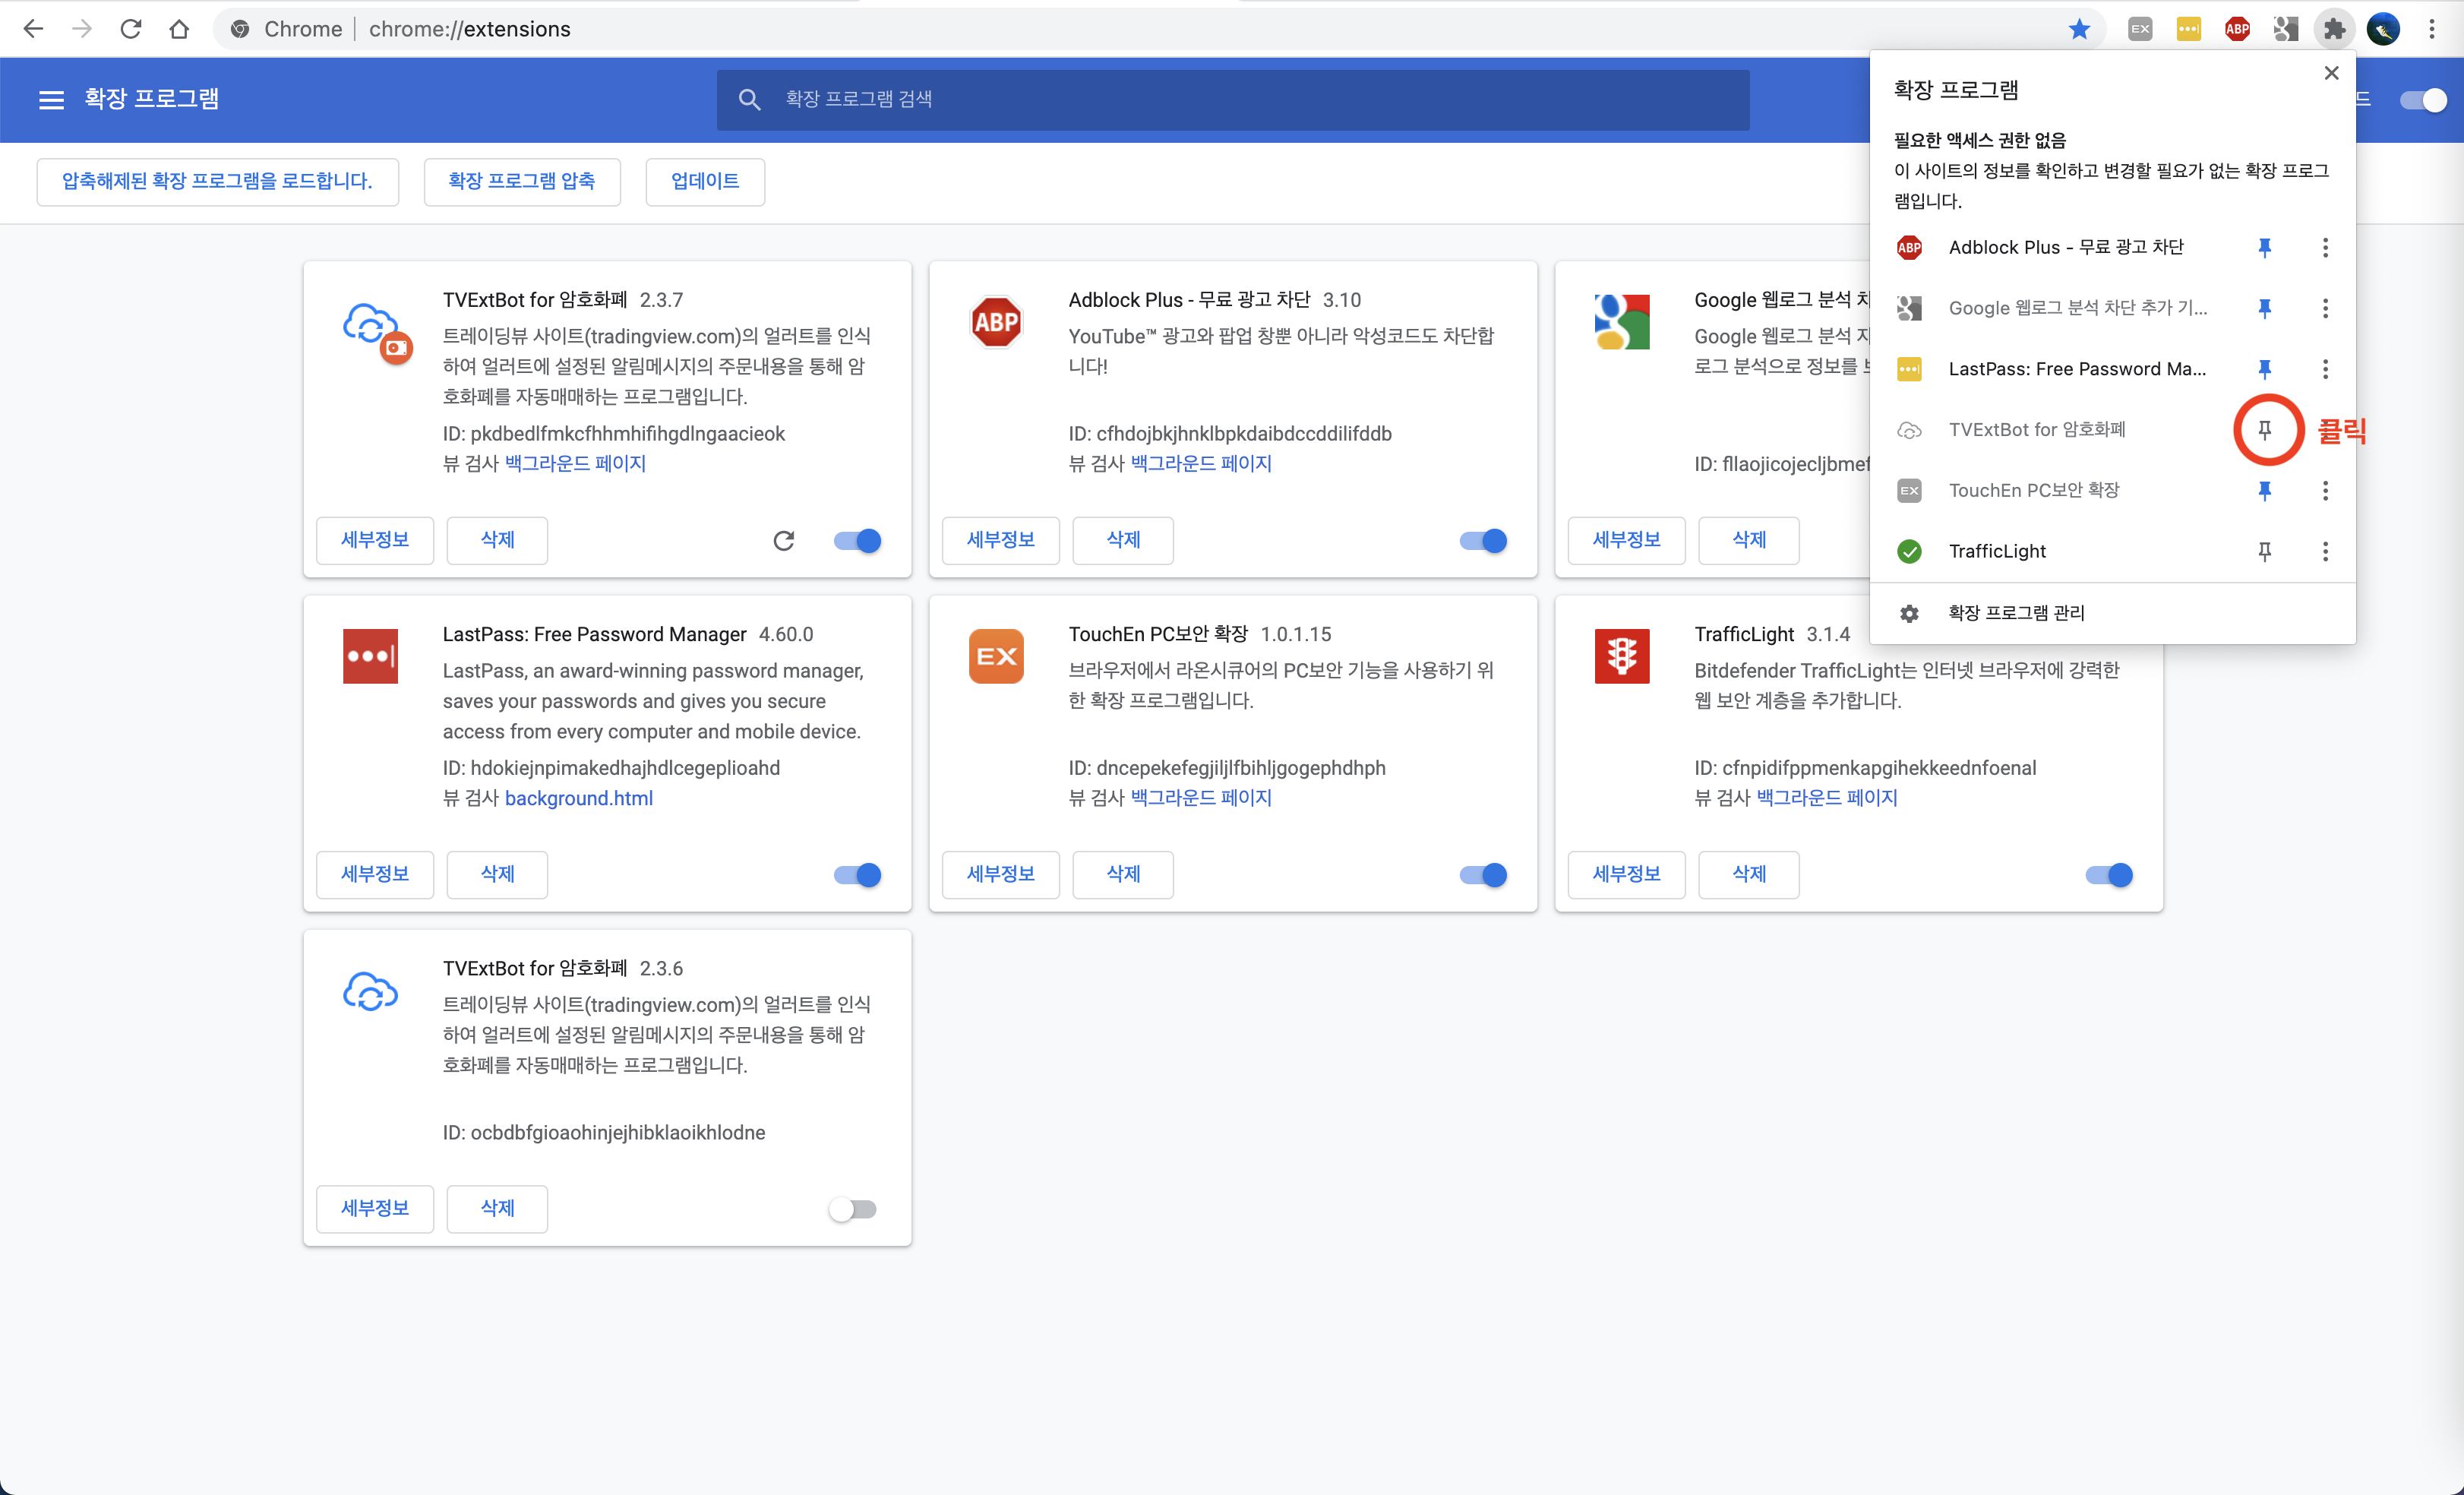 Chrome
chrome://extensions
EX
ABP
확장 프로그램
확장 프로그램 검색
드
압축해제된 확장 프로그램을 로드합니다.
확장 프로그램 압축
업데이트
확장 프로그램
필요한 액세스 권한 없음
이 사이트의 정보를 확인하고 변경할 필요가 없는 확장 프로그
램입니다.
ABP
Adblock Plus - 무료 광고 차단
Google 웹로그 분석 차단 추가 기...
LastPass: Free Password Ma...
TVExtBot for 암호화폐
클릭
EX
TouchEn PC보안 확장
TrafficLight
확장 프로그램 관리
TVExtBot for 암호화폐 2.3.7
트레이딩뷰 사이트(tradingview.com)의 얼러트를 인식
하여 얼러트에 설정된 알림메시지의 주문내용을 통해 암
호화폐를 자동매매하는 프로그램입니다.
ID: pkdbedlfmkcfhhmhifihgdlngaacieok
뷰 검사 백그라운드 페이지
세부정보
삭제
ABP
Adblock Plus - 무료 광고 차단 3.10
YouTube™ 광고와 팝업 창뿐 아니라 악성코드도 차단합
니다!
ID: cfhdojbkjhnklbpkdaibdccddilifddb
뷰 검사 백그라운드 페이지
세부정보
삭제
Google 웹로그 분석 차
Google 웹로그 분석 자
로그 분석으로 정보를 보
ID: fllaojicojecljbmef
세부정보
삭제
LastPass: Free Password Manager 4.60.0
LastPass, an award-winning password manager,
saves your passwords and gives you secure
access from every computer and mobile device.
ID: hdokiejnpimakedhajhdlcegeplioahd
뷰 검사 background.html
세부정보
삭제
EX
TouchEn PC보안 확장 1.0.1.15
브라우저에서 라온시큐어의 PC보안 기능을 사용하기 위
한 확장 프로그램입니다.
ID: dncepekefegjiljlfbihljgogephdhph
뷰 검사 백그라운드 페이지
세부정보
삭제
TrafficLight 3.1.4
Bitdefender TrafficLight는 인터넷 브라우저에 강력한
웹 보안 계층을 추가합니다.
ID: cfnpidifppmenkapgihekkeednfoenal
뷰 검사 백그라운드 페이지
세부정보
삭제
TVExtBot for 암호화폐 2.3.6
트레이딩뷰 사이트(tradingview.com)의 얼러트를 인식
하여 얼러트에 설정된 알림메시지의 주문내용을 통해 암
호화폐를 자동매매하는 프로그램입니다.
ID: ocbdbfgioaohinjejhibklaoikhlodne
세부정보
삭제